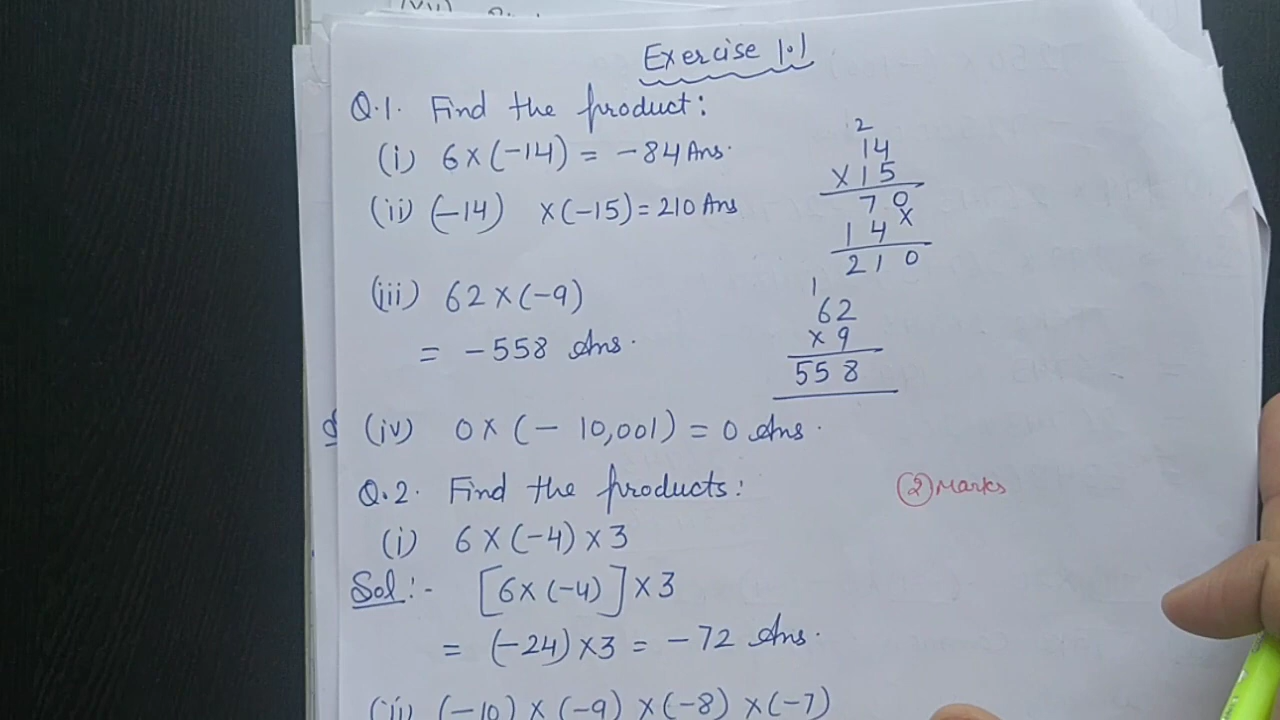 Exercise 1.1
Q.1. Find the product:
(i) 6×(-14) = -84 Ans.
(ii) (-14) ×(-15)=210 Ans
2
14
×15
70
14×
210
(iii) 62×(-9)
= -558 Ans.
1
62
×9
558
(iv) 0×(- 10,001) = 0 Ans.
Q.2. Find the products:
② Marks
(i) 6×(-4)×3
Sol:- [6×(-4)]×3
= (-24)×3 = -72 Ans.
(ii) (-10)×(-9)×(-8)×(-7)